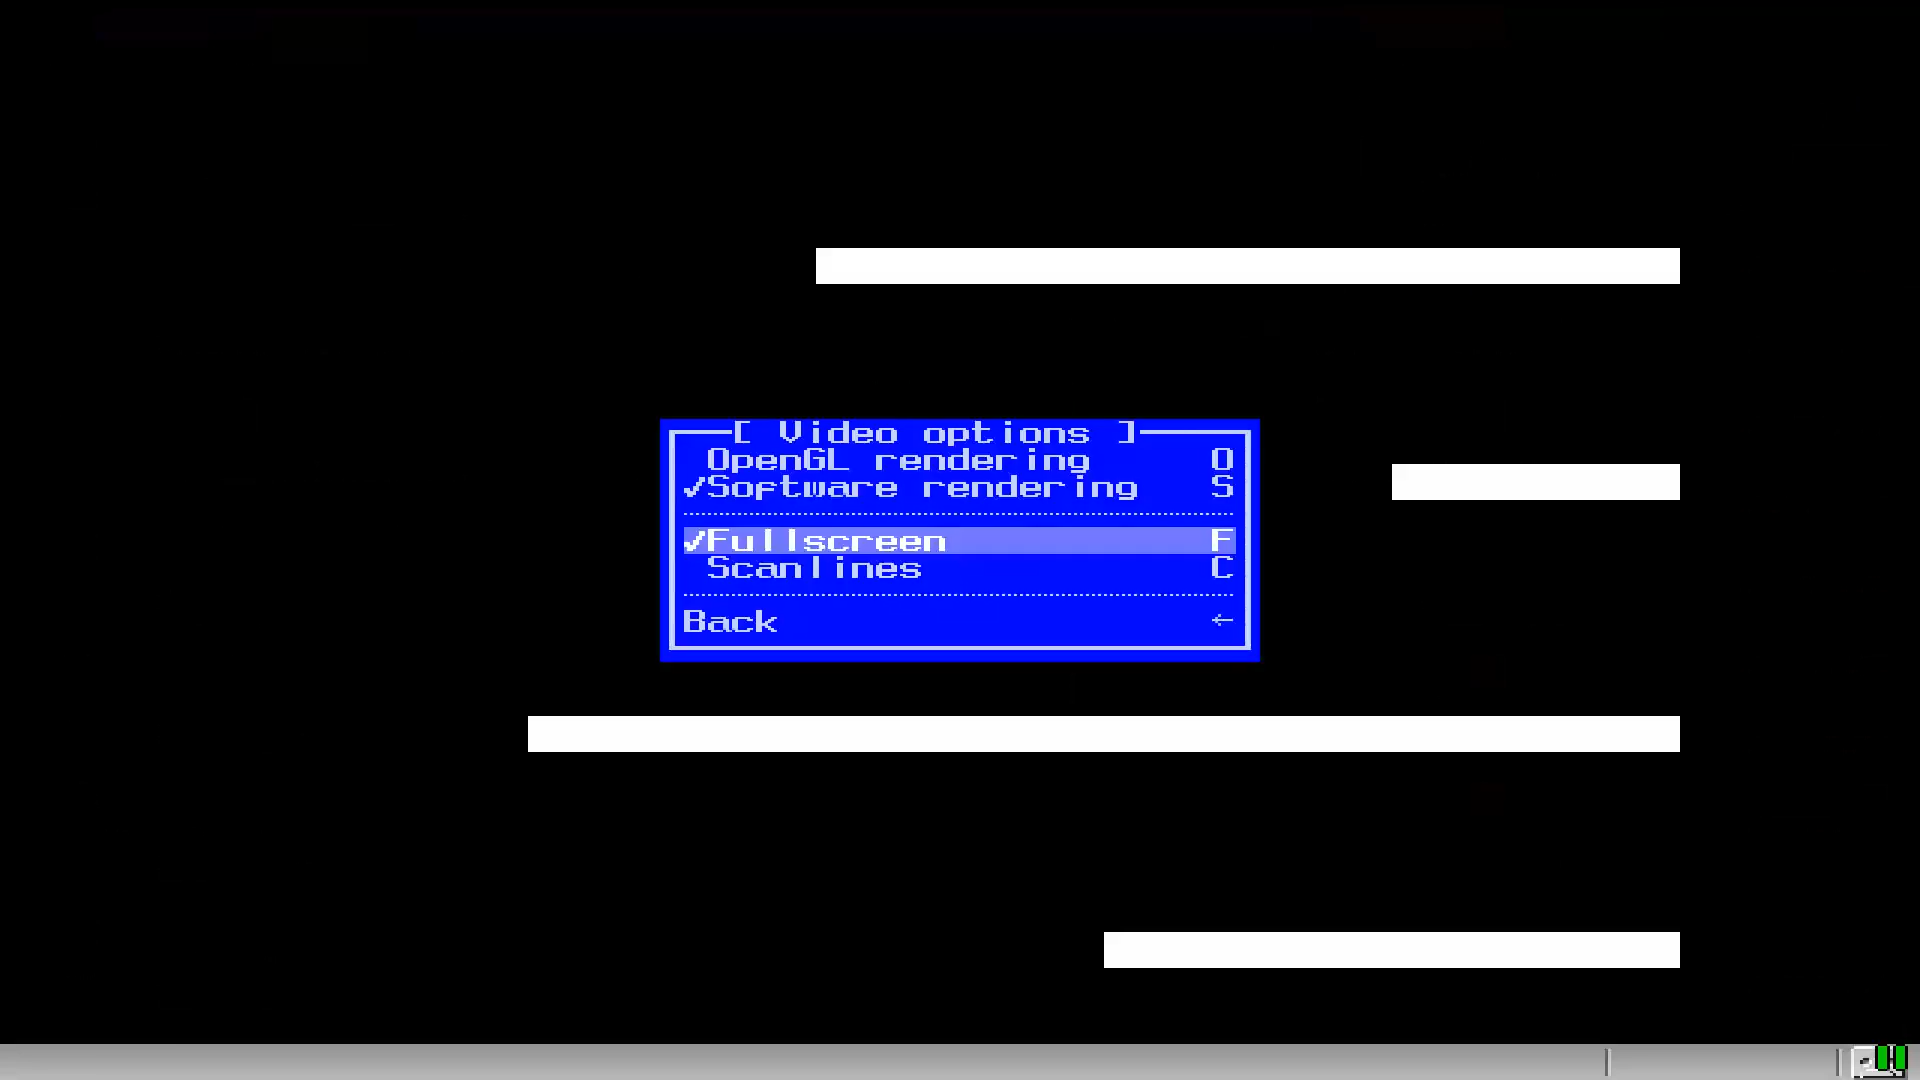 [ Video options ]
OpenGL rendering O
✓Software rendering S
✓Fullscreen F
Scanlines C
Back ←